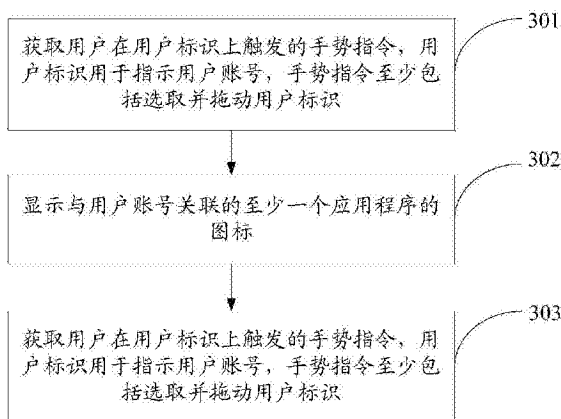 301
获取用户在用户标识上触发的手势指令，用
户标识用于指示用户账号，手势指令至少包
括选取并拖动用户标识
302
显示与用户账号关联的至少一个应用程序的
图标
303
获取用户在用户标识上触发的手势指令，用
户标识用于指示用户账号，手势指令至少包
括选取并拖动用户标识